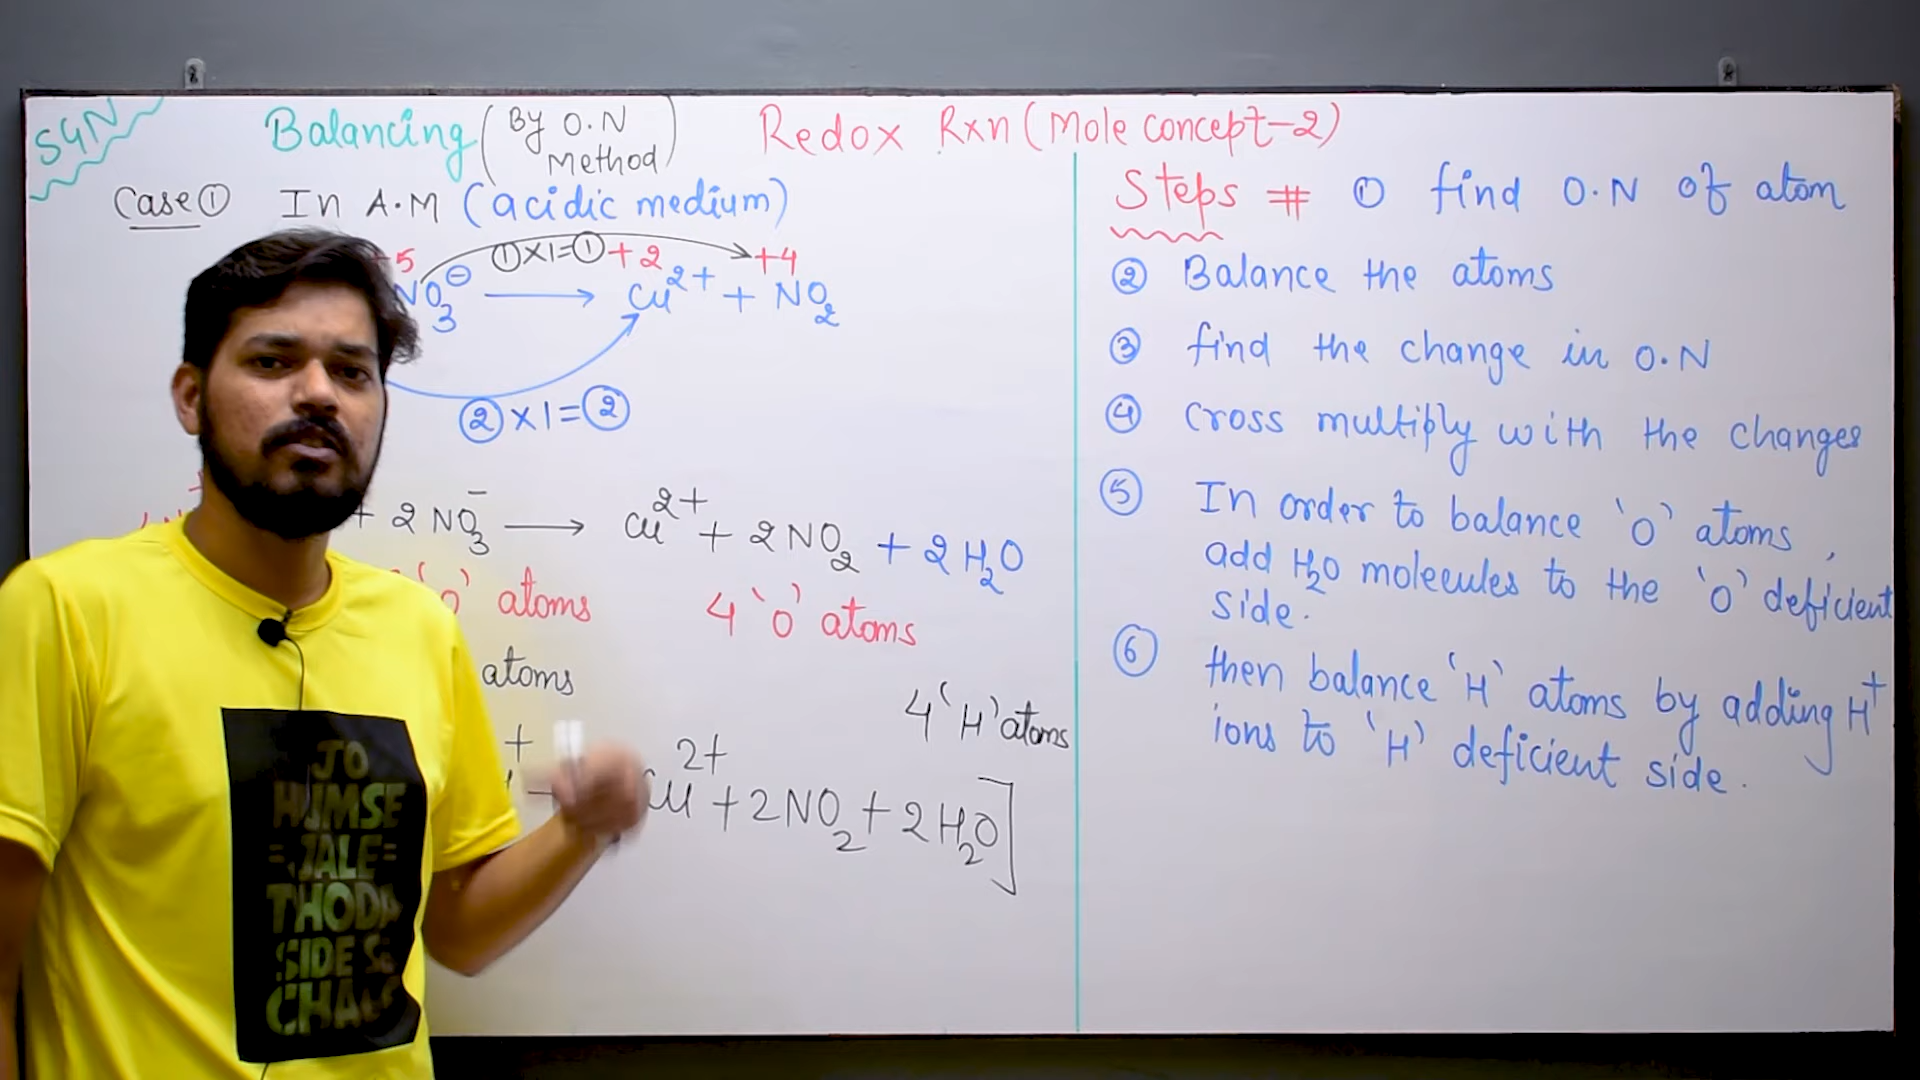 SGN
Balancing (By O.N Method) Redox Rxn (Mole concept-2)
Case ① In A.M (acidic medium)
+5 ①×1=① +2 +4
NO₃⊖ ⟶ Cu²⁺ + NO₂
②×1=②
+ 2NO₃⁻ ⟶ Cu²⁺ + 2NO₂ + 2H₂O
'O' atoms 4 'O' atoms
atoms
4 'H' atoms
+
Cu²⁺ + 2NO₂ + 2H₂O]
Steps # ① find O.N of atom
② Balance the atoms
③ find the change in O.N
④ Cross multiply with the changes
⑤ In order to balance 'O' atoms,
add H₂O molecules to the 'O' deficient
side.
⑥ then balance 'H' atoms by adding H⁺
ions to 'H' deficient side.
JO
HUMSE
=JALE=
THODA
SIDE SE